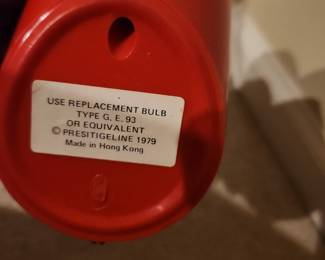 USE REPLACEMENT BULB
TYPE G.E. 93
OR EQUIVALENT
© PRESITIGELINE 1979
Made in Hong Kong